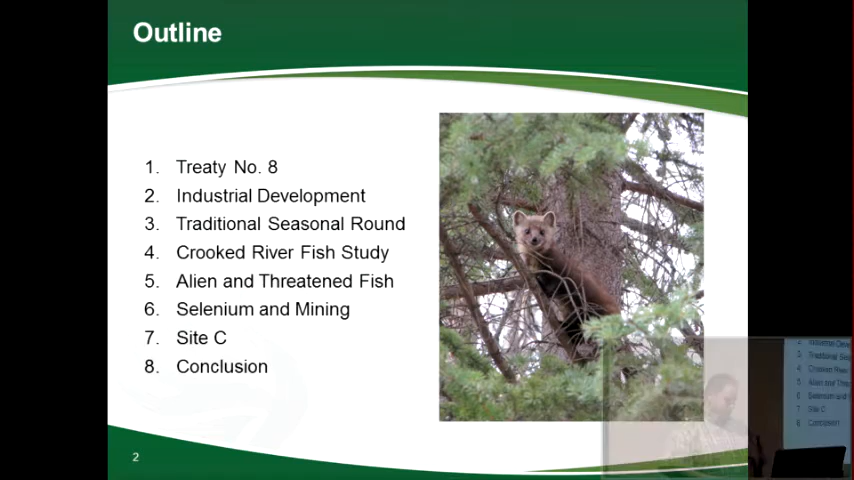 Outline
1. Treaty No. 8
2. Industrial Development
3. Traditional Seasonal Round
4. Crooked River Fish Study
5. Alien and Threatened Fish
6. Selenium and Mining
7. Site C
8. Conclusion
2